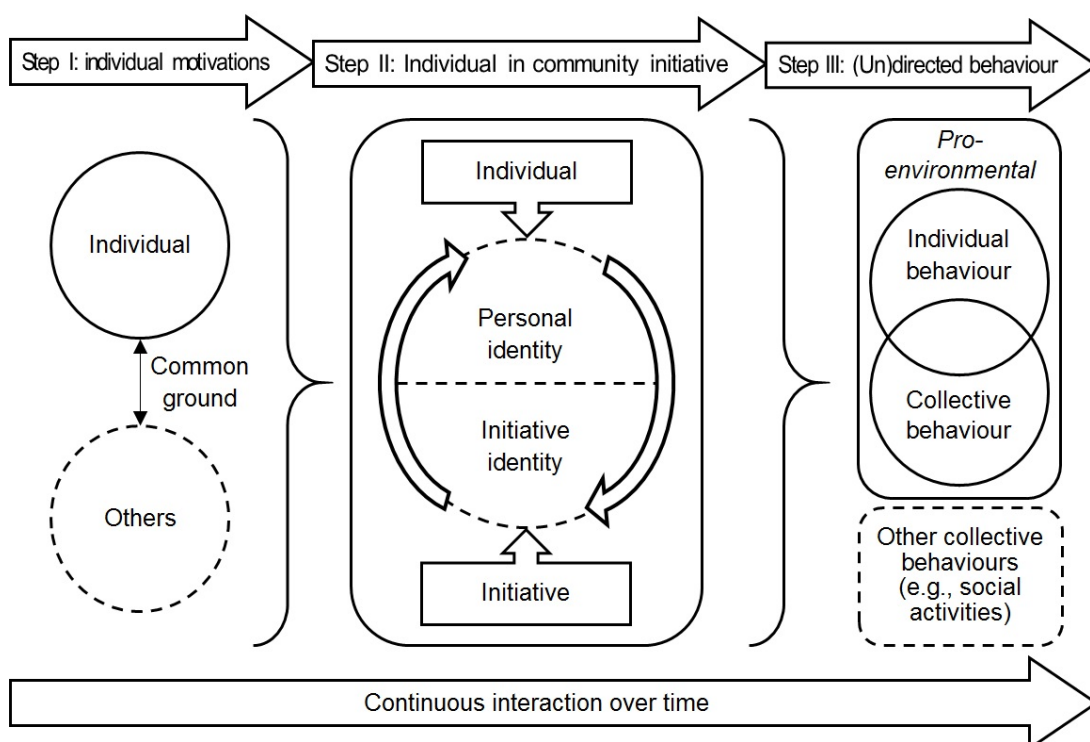 Step I: individual motivations
Step II: Individual in community initiative
Step III: (Un)directed behaviour
Individual
Common
ground
Others
Individual
Personal
identity
Initiative
identity
Initiative
Pro-
environmental
Individual
behaviour
Collective
behaviour
Other collective
behaviours
(e.g., social
activities)
Continuous interaction over time